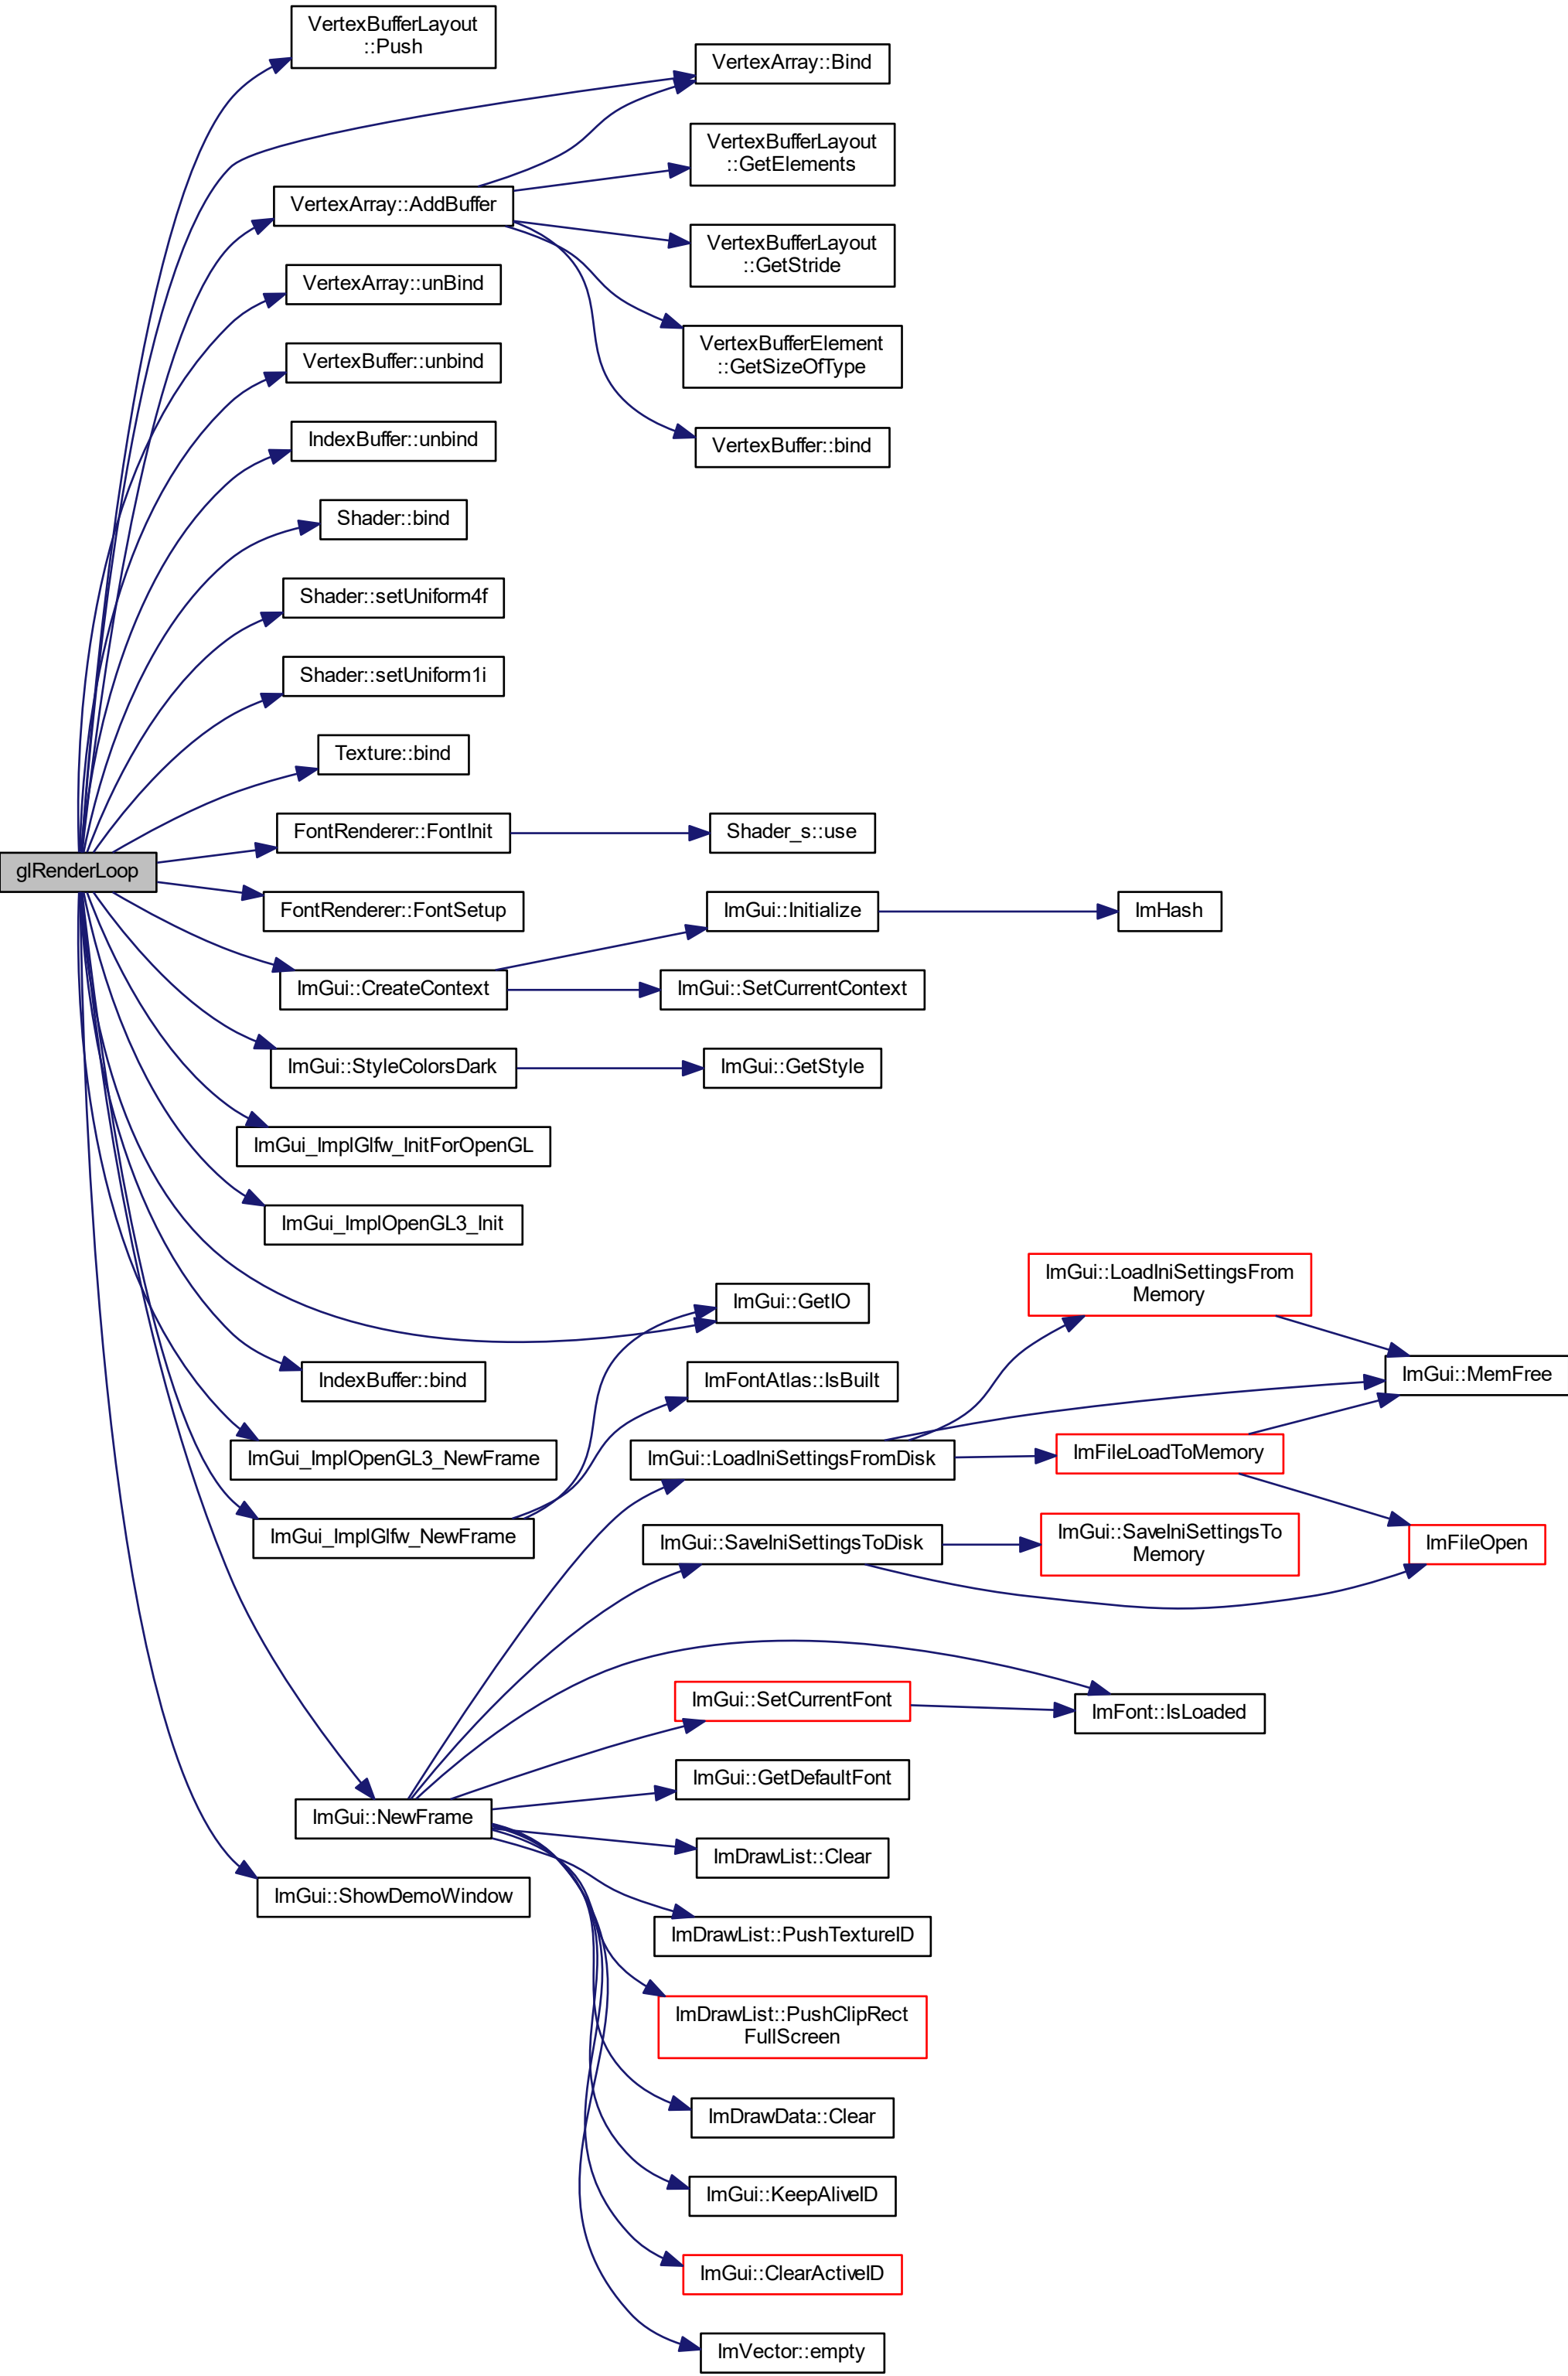 VertexBufferLayout
::Push
VertexArray::Bind
VertexBufferLayout
::GetElements
VertexArray::AddBuffer
VertexBufferLayout
::GetStride
VertexArray::unBind
VertexBufferElement
::GetSizeOfType
VertexBuffer::unbind
IndexBuffer::unbind
VertexBuffer::bind
Shader::bind
Shader::setUniform4f
Shader::setUniform1i
Texture::bind
FontRenderer::FontInit
Shader_s::use
glRenderLoop
FontRenderer::FontSetup
ImGui::Initialize
ImHash
ImGui::CreateContext
ImGui::SetCurrentContext
ImGui::StyleColorsDark
ImGui::GetStyle
ImGui_ImplGlfw_InitForOpenGL
ImGui_ImplOpenGL3_Init
ImGui::LoadIniSettingsFrom
Memory
ImGui::GetIO
IndexBuffer::bind
ImFontAtlas::IsBuilt
ImGui::MemFree
ImGui_ImplOpenGL3_NewFrame
ImGui::LoadIniSettingsFromDisk
ImFileLoadToMemory
ImGui_ImplGlfw_NewFrame
ImGui::SaveIniSettingsToDisk
ImGui::SaveIniSettingsTo
Memory
ImFileOpen
ImGui::SetCurrentFont
ImFont::IsLoaded
ImGui::GetDefaultFont
ImGui::NewFrame
ImDrawList::Clear
ImGui::ShowDemoWindow
ImDrawList::PushTextureID
ImDrawList::PushClipRect
FullScreen
ImDrawData::Clear
ImGui::KeepAliveID
ImGui::ClearActiveID
ImVector::empty